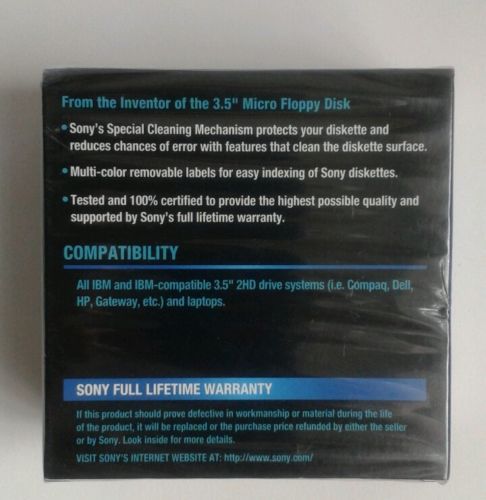 From the Inventor of the 3.5" Micro Floppy Disk
• Sony's Special Cleaning Mechanism protects your diskette and
reduces chances of error with features that clean the diskette surface.
• Multi-color removable labels for easy indexing of Sony diskettes.
• Tested and 100% certified to provide the highest possible quality and
supported by Sony's full lifetime warranty.
COMPATIBILITY
All IBM and IBM-compatible 3.5" 2HD drive systems (i.e. Compaq, Dell,
HP, Gateway, etc.) and laptops.
SONY FULL LIFETIME WARRANTY
If this product should prove defective in workmanship or material during the life
of the product, it will be replaced or the purchase price refunded by either the seller
or by Sony. Look inside for more details.
VISIT SONY'S INTERNET WEBSITE AT: http://www.sony.com/